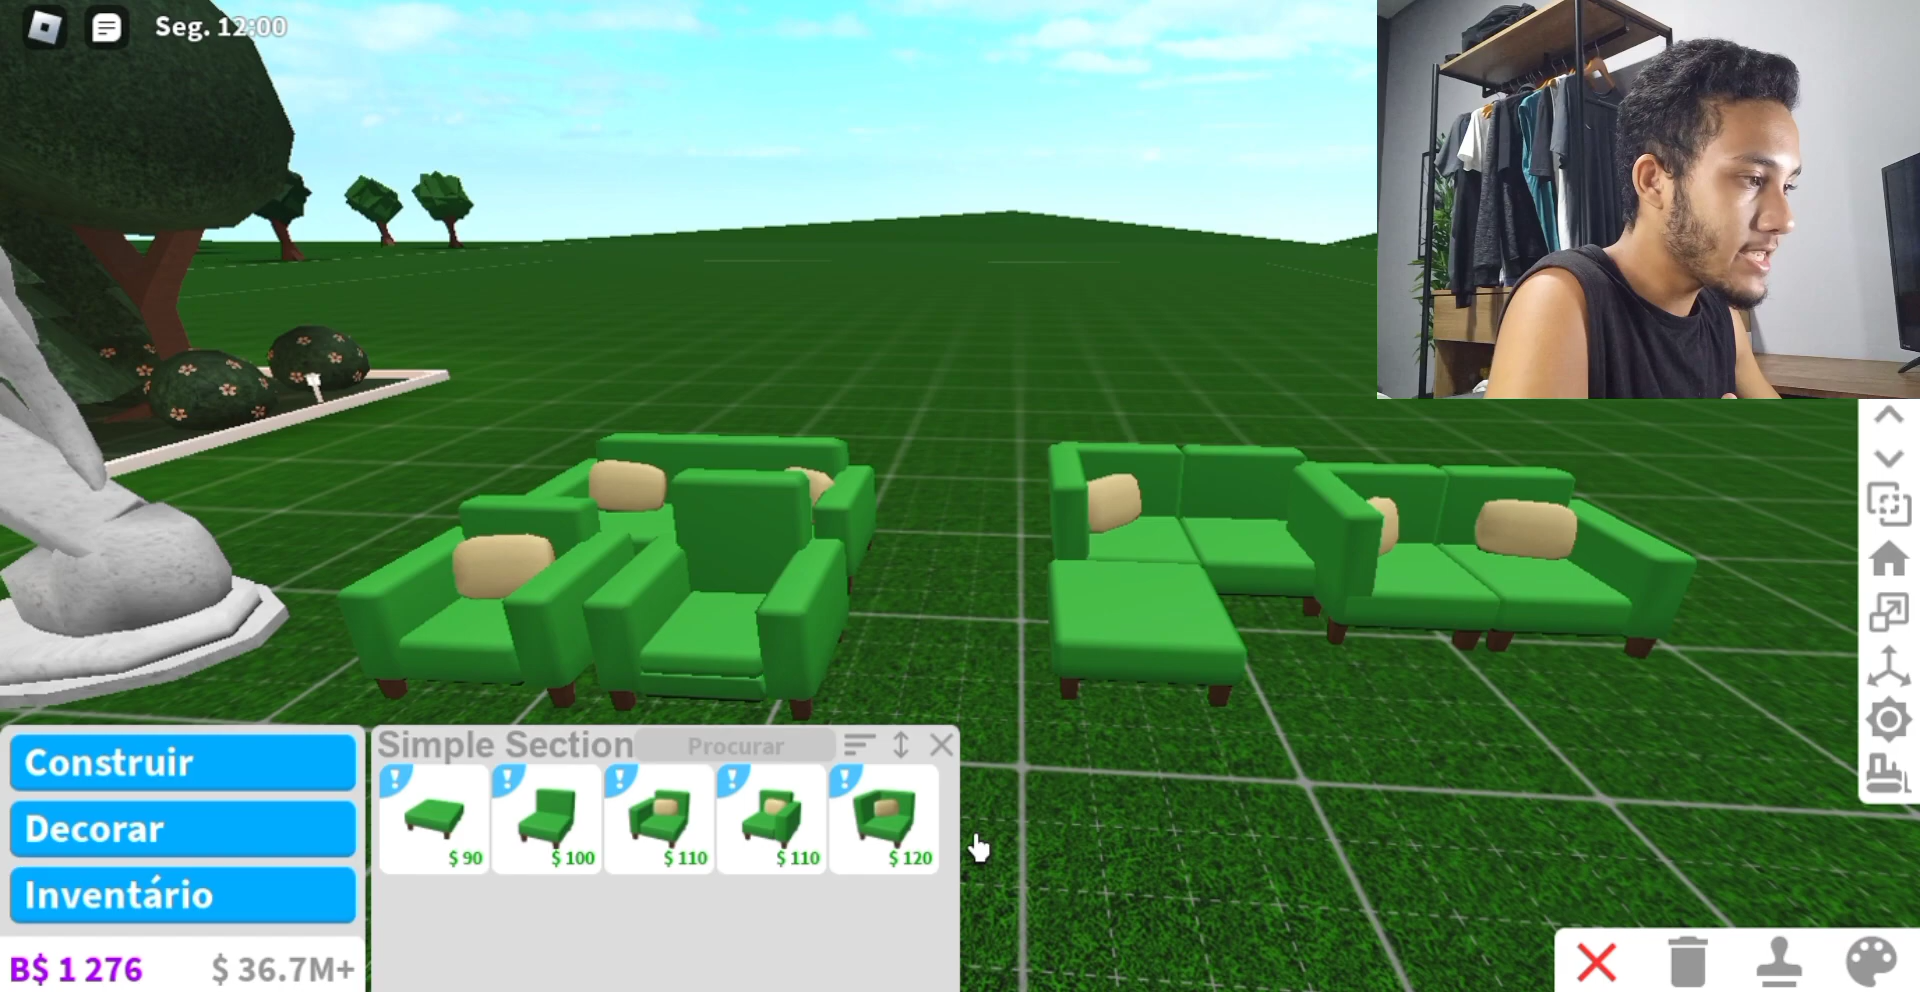 Seg. 12:00
Construir
Decorar
Inventário
B$ 1 276
$ 36.7M+
Simple Section
Procurar
$ 90
$ 100
$ 110
$ 110
$ 120